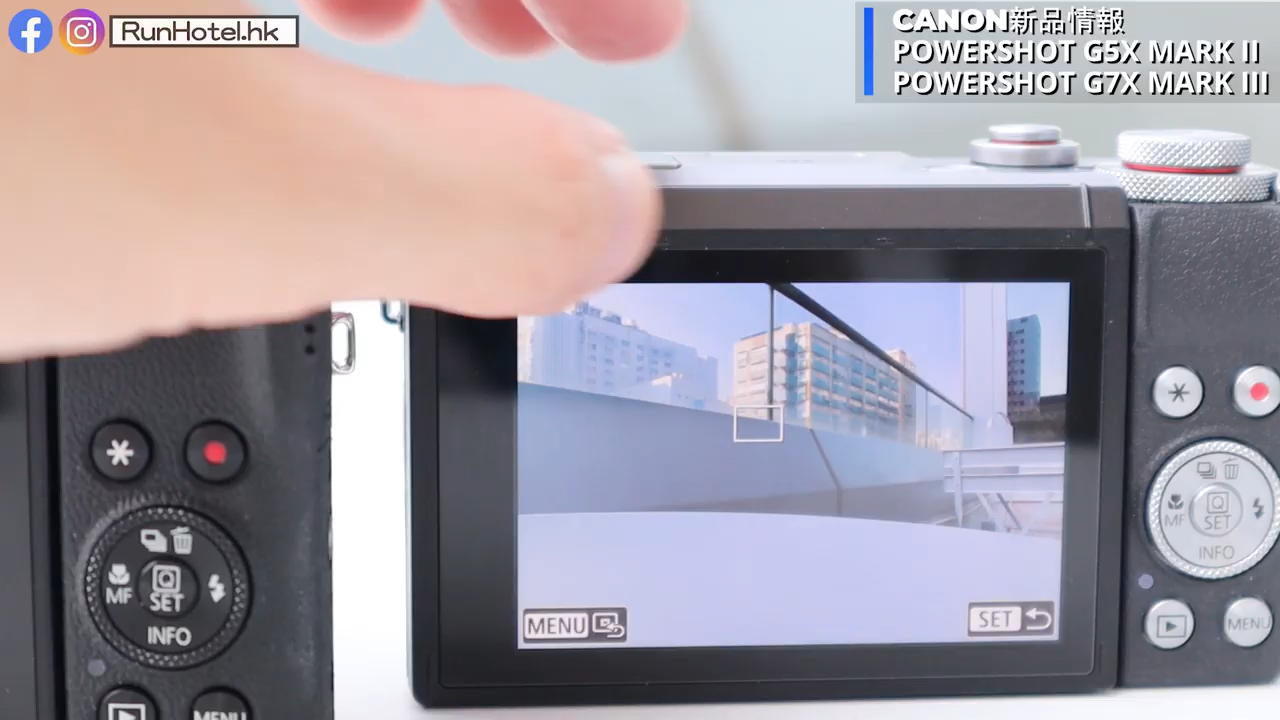 RunHotel.hk
CANON新品情報
POWERSHOT G5X MARK II
POWERSHOT G7X MARK III
MF
SET
INFO
MENU
MENU
SET
MF
SET
INFO
MENU